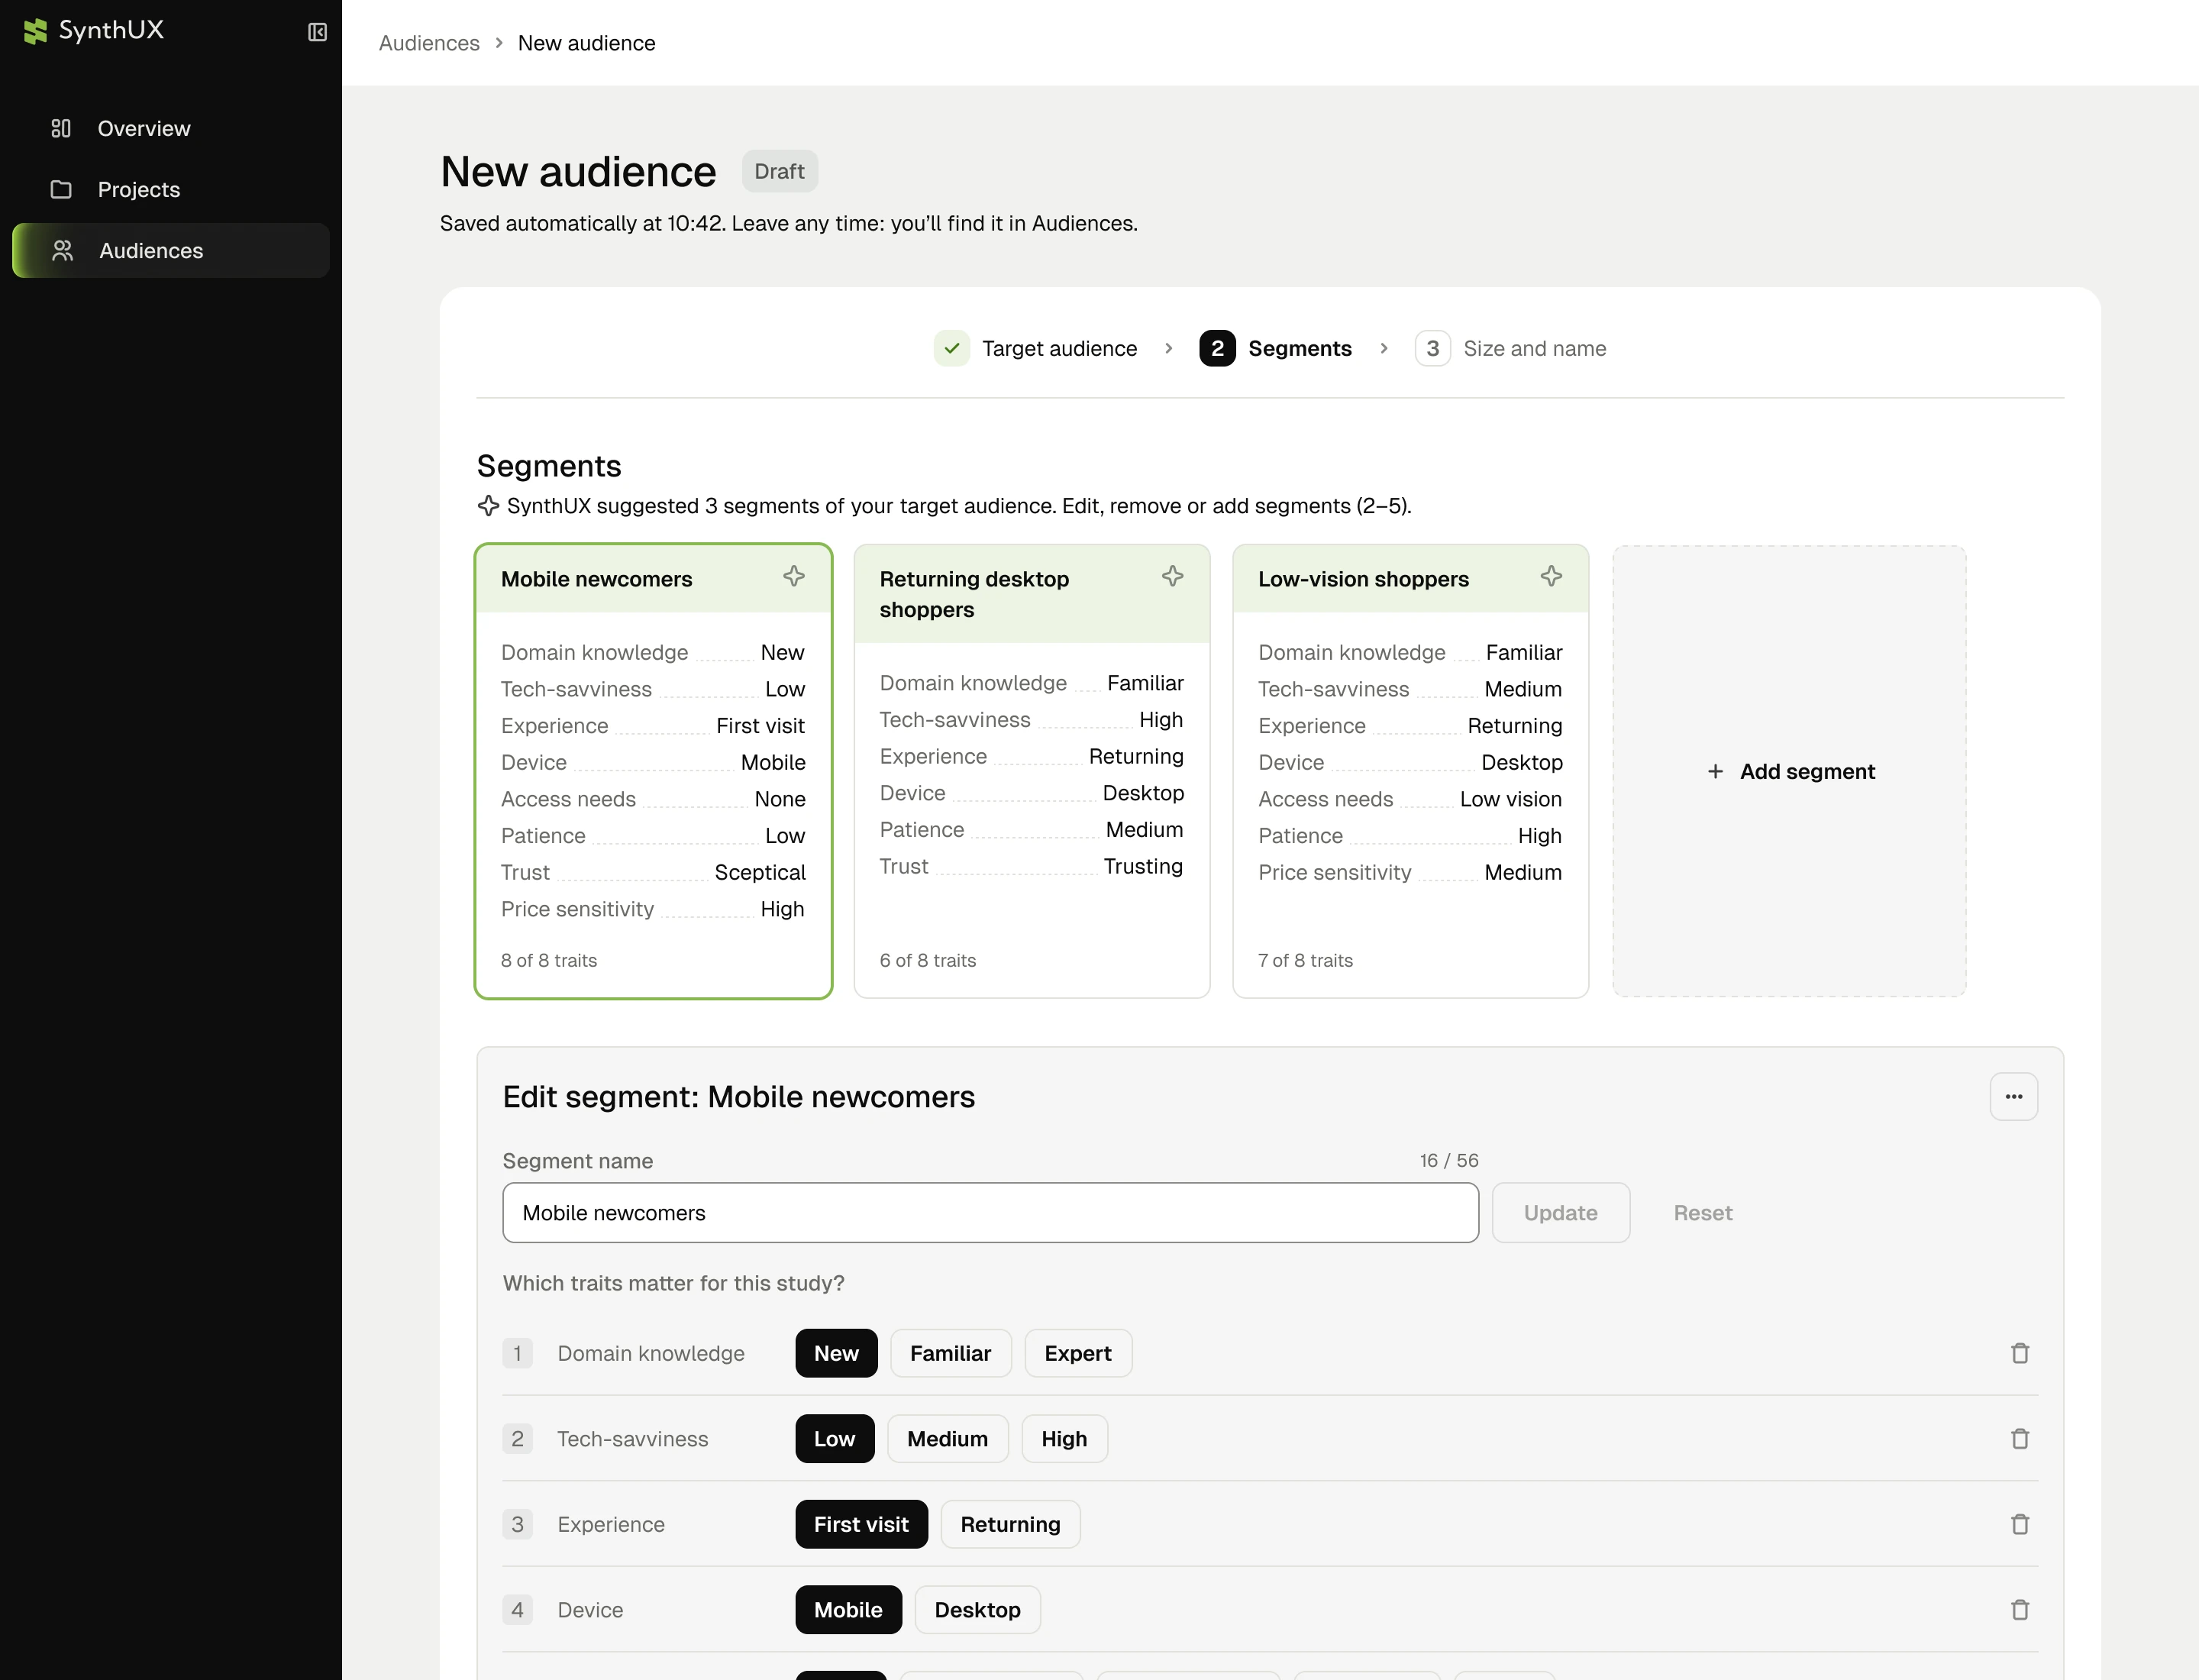 SynthUX
Overview
Projects
Audiences
Audiences > New audience
New audience Draft
Saved automatically at 10:42. Leave any time: you’ll find it in Audiences.
Target audience > 2 Segments > 3 Size and name
Segments
SynthUX suggested 3 segments of your target audience. Edit, remove or add segments (2–5).
Mobile newcomers
Domain knowledge New
Tech-savviness Low
Experience First visit
Device Mobile
Access needs None
Patience Low
Trust Sceptical
Price sensitivity High
8 of 8 traits
Returning desktop
shoppers
Domain knowledge Familiar
Tech-savviness High
Experience Returning
Device Desktop
Patience Medium
Trust Trusting
6 of 8 traits
Low-vision shoppers
Domain knowledge Familiar
Tech-savviness Medium
Experience Returning
Device Desktop
Access needs Low vision
Patience High
Price sensitivity Medium
7 of 8 traits
+ Add segment
Edit segment: Mobile newcomers
Segment name 16 / 56
Mobile newcomers Update Reset
Which traits matter for this study?
1 Domain knowledge New Familiar Expert
2 Tech-savviness Low Medium High
3 Experience First visit Returning
4 Device Mobile Desktop